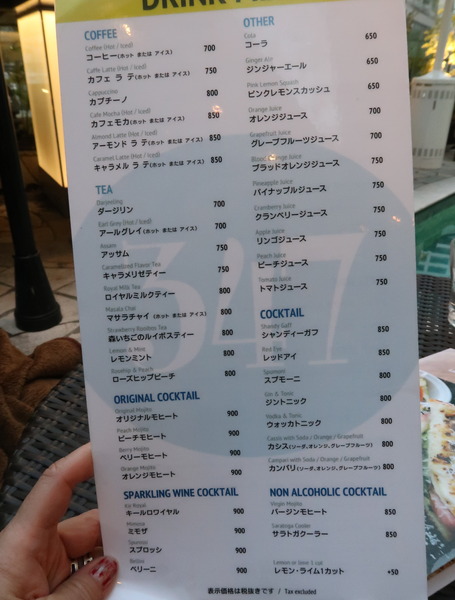 DRINK
COFFEE
Coffee (Hot / Iced)
コーヒー(ホット または アイス) 700
Caffe Latte (Hot / Iced)
カフェ ラ テ(ホット または アイス) 750
Cappuccino
カプチーノ 800
Cafe Mocha (Hot / Iced)
カフェモカ(ホット または アイス) 850
Almond Latte (Hot / Iced)
アーモンド ラ テ(ホット または アイス) 850
Caramel Latte (Hot / Iced)
キャラメル ラ テ(ホット または アイス) 850
TEA
Darjeeling
ダージリン 700
Earl Grey (Hot / Iced)
アールグレイ(ホット または アイス) 700
Assam
アッサム 750
Caramelized Flavor Tea
キャラメリゼティー 750
Royal Milk Tea
ロイヤルミルクティー 800
Masala Chai
マサラチャイ (ホット または アイス) 800
Strawberry Rooibos Tea
森いちごのルイボスティー 800
Lemon & Mint
レモンミント 800
Rosehip & Peach
ローズヒップピーチ 800
ORIGINAL COCKTAIL
Original Mojito
オリジナルモヒート 900
Peach Mojito
ピーチモヒート 900
Berry Mojito
ベリーモヒート 900
Orange Mojito
オレンジモヒート 900
SPARKLING WINE COCKTAIL
Kir Royal
キールロワイヤル 900
Mimosa
ミモザ 900
スプロッシ 900
Bellini
ベリーニ 900
OTHER
Cola
コーラ 650
Ginger Ale
ジンジャーエール 650
Pink Lemon Squash
ピンクレモンスカッシュ 650
Orange Juice
オレンジジュース 700
Grapefruit Juice
グレープフルーツジュース 700
Blood Orange Juice
ブラッドオレンジジュース 750
Pineapple Juice
パイナップルジュース 750
Cranberry Juice
クランベリージュース 750
Apple Juice
リンゴジュース 750
Peach Juice
ピーチジュース 750
Tomato Juice
トマトジュース 750
COCKTAIL
Shandy Gaff
シャンディーガフ 850
Red Eye
レッドアイ 850
Spumoni
スプモーニ 800
Gin & Tonic
ジントニック 800
Vodka & Tonic
ウォッカトニック 800
Cassis with Soda / Orange / Grapefruit
カシス(ソーダ、オレンジ、グレープフルーツ) 800
Campari with Soda / Orange / Grapefruit
カンパリ(ソーダ、オレンジ、グレープフルーツ) 800
NON ALCOHOLIC COCKTAIL
Virgin Mojito
バージンモヒート 850
Saratoga Cooler
サラトガクーラー 850
Lemon or lime 1 cut
レモン・ライム1カット +50
表示価格は税抜きです / Tax excluded
347